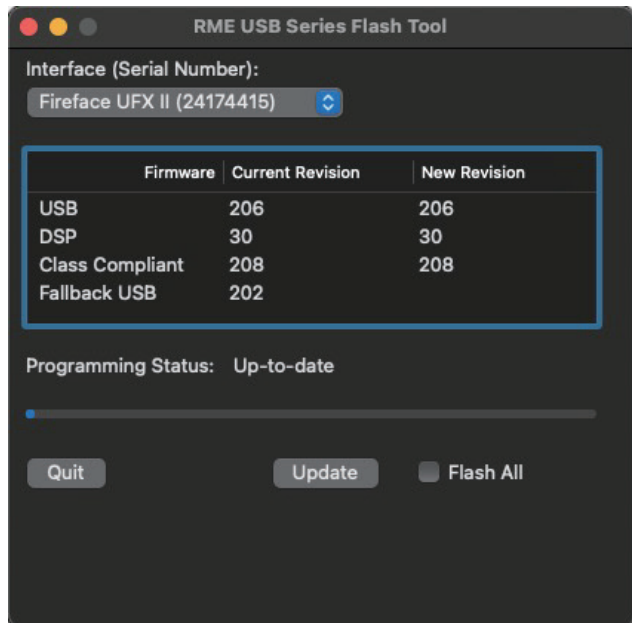 RME USB Series Flash Tool
Interface (Serial Number):
Fireface UFX II (24174415)
Firmware Current Revision New Revision
USB 206 206
DSP 30 30
Class Compliant 208 208
Fallback USB 202
Programming Status: Up-to-date
Quit Update Flash All